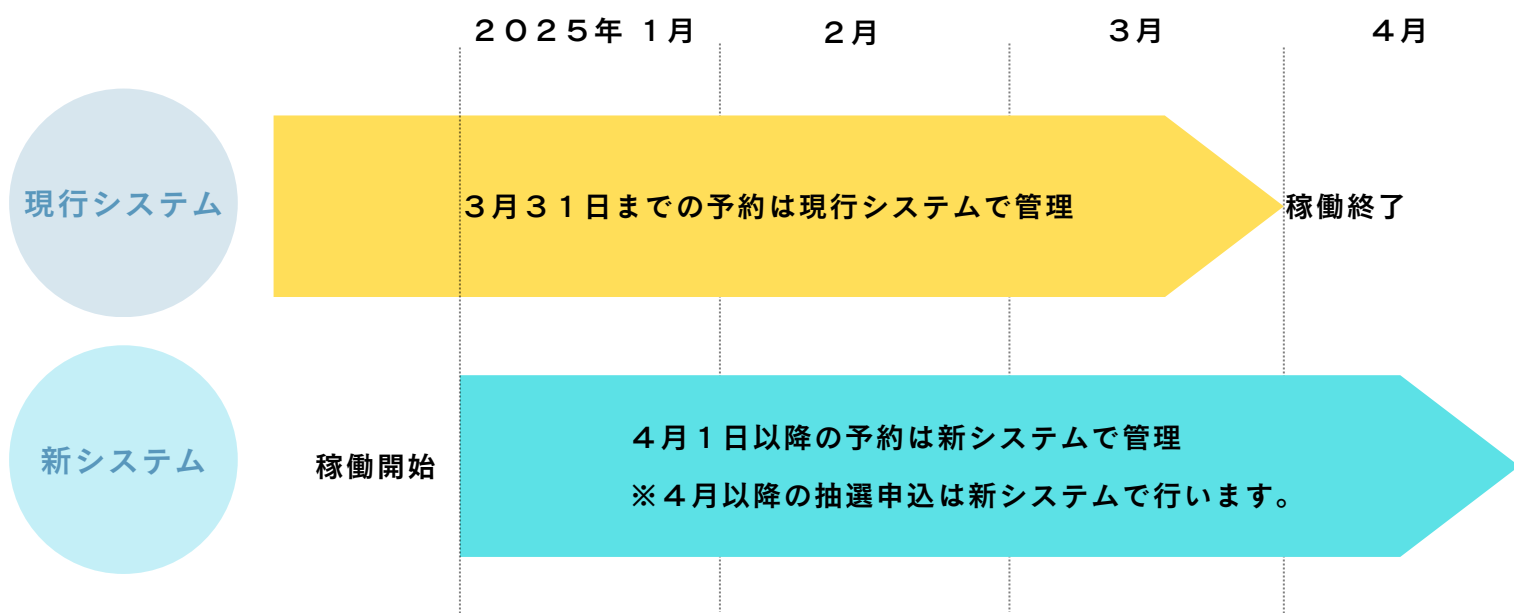 ２０２５年 １月
２月
３月
４月
現行システム
３月３１日までの予約は現行システムで管理
稼働終了
新システム
稼働開始
４月１日以降の予約は新システムで管理
※４月以降の抽選申込は新システムで行います。